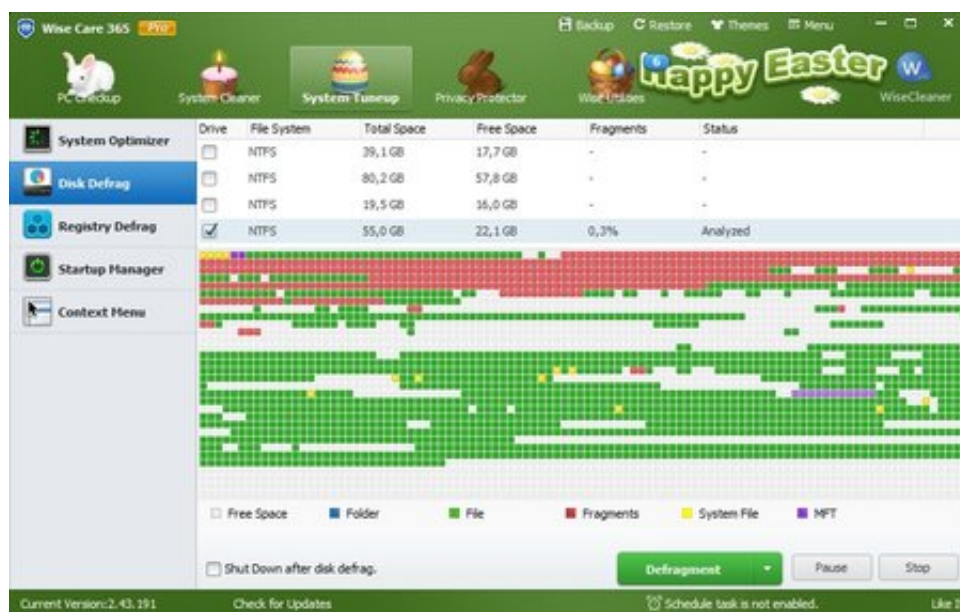 Wise Care 365 Pro Backup Restore Themes Menu
Happy Easter
PC Checkup System Cleaner System Tuneup Privacy Protector Wise Utilities WiseCleaner
System Optimizer
Disk Defrag
Registry Defrag
Startup Manager
Context Menu
Drive File System Total Space Free Space Fragments Status
NTFS 39,1 GB 17,7 GB - -
NTFS 80,2 GB 57,8 GB - -
NTFS 19,5 GB 16,0 GB - -
NTFS 55,0 GB 22,1 GB 0,3% Analyzed
Free Space Folder File Fragments System File MFT
Shut Down after disk defrag. Defragment Pause Stop
Current Version:2.43.191 Check for Updates Schedule task is not enabled. Like